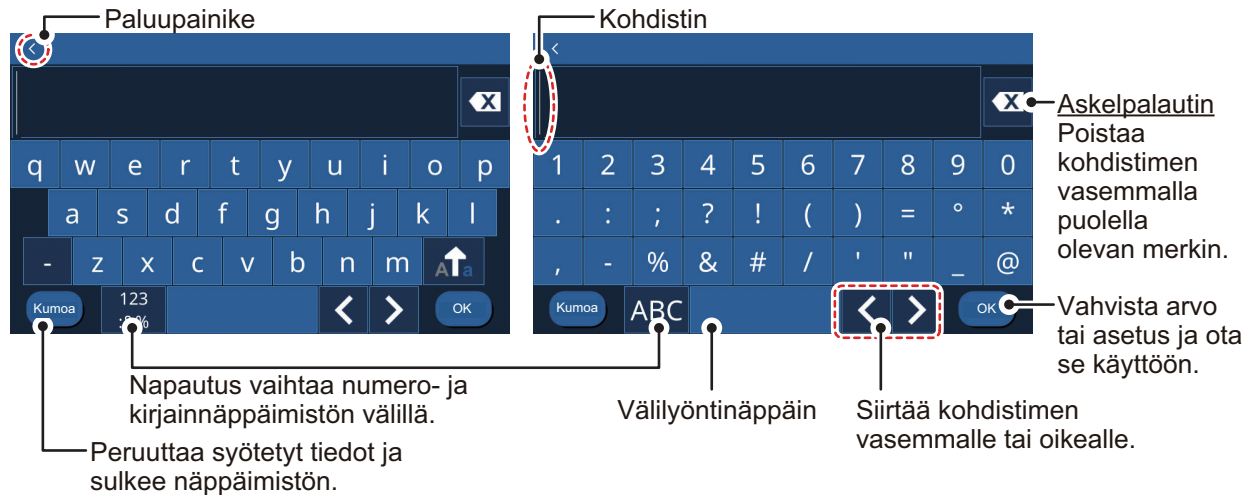 Paluupainike
Kohdistin
<
q w e r t y u i o p
a s d f g h j k l
- z x c v b n m A a
Kumoa 123 < > OK
<
X
1 2 3 4 5 6 7 8 9 0
. : ; ? ! ( ) = ° *
, - % & # / ' " _ @
Kumoa ABC < > OK
Askelpalautin
Poistaa
kohdistimen
vasemmalla
puolella
olevan merkin.
Vahvista arvo
tai asetus ja ota
se käyttöön.
Napautus vaihtaa numero- ja
kirjainnäppäimistön välillä.
Välilyöntinäppäin
Siirtää kohdistimen
vasemmalle tai oikealle.
Peruuttaa syötetyt tiedot ja
sulkee näppäimistön.